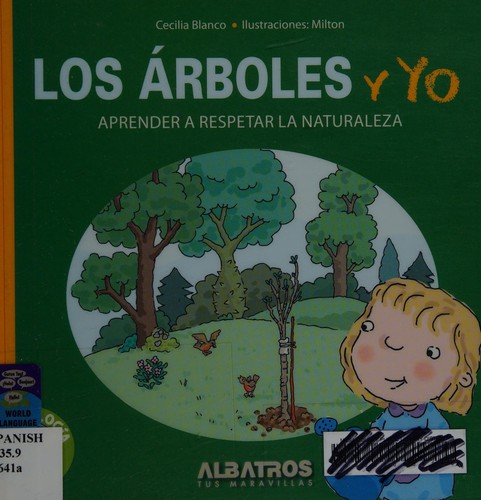 Cecilia Blanco • Ilustraciones: Milton
LOS ÁRBOLES Y YO
APRENDER A RESPETAR LA NATURALEZA
WORLD
LANGUAGE
PANISH
35.9
641a
ALBATROS
TUS MARAVILLAS